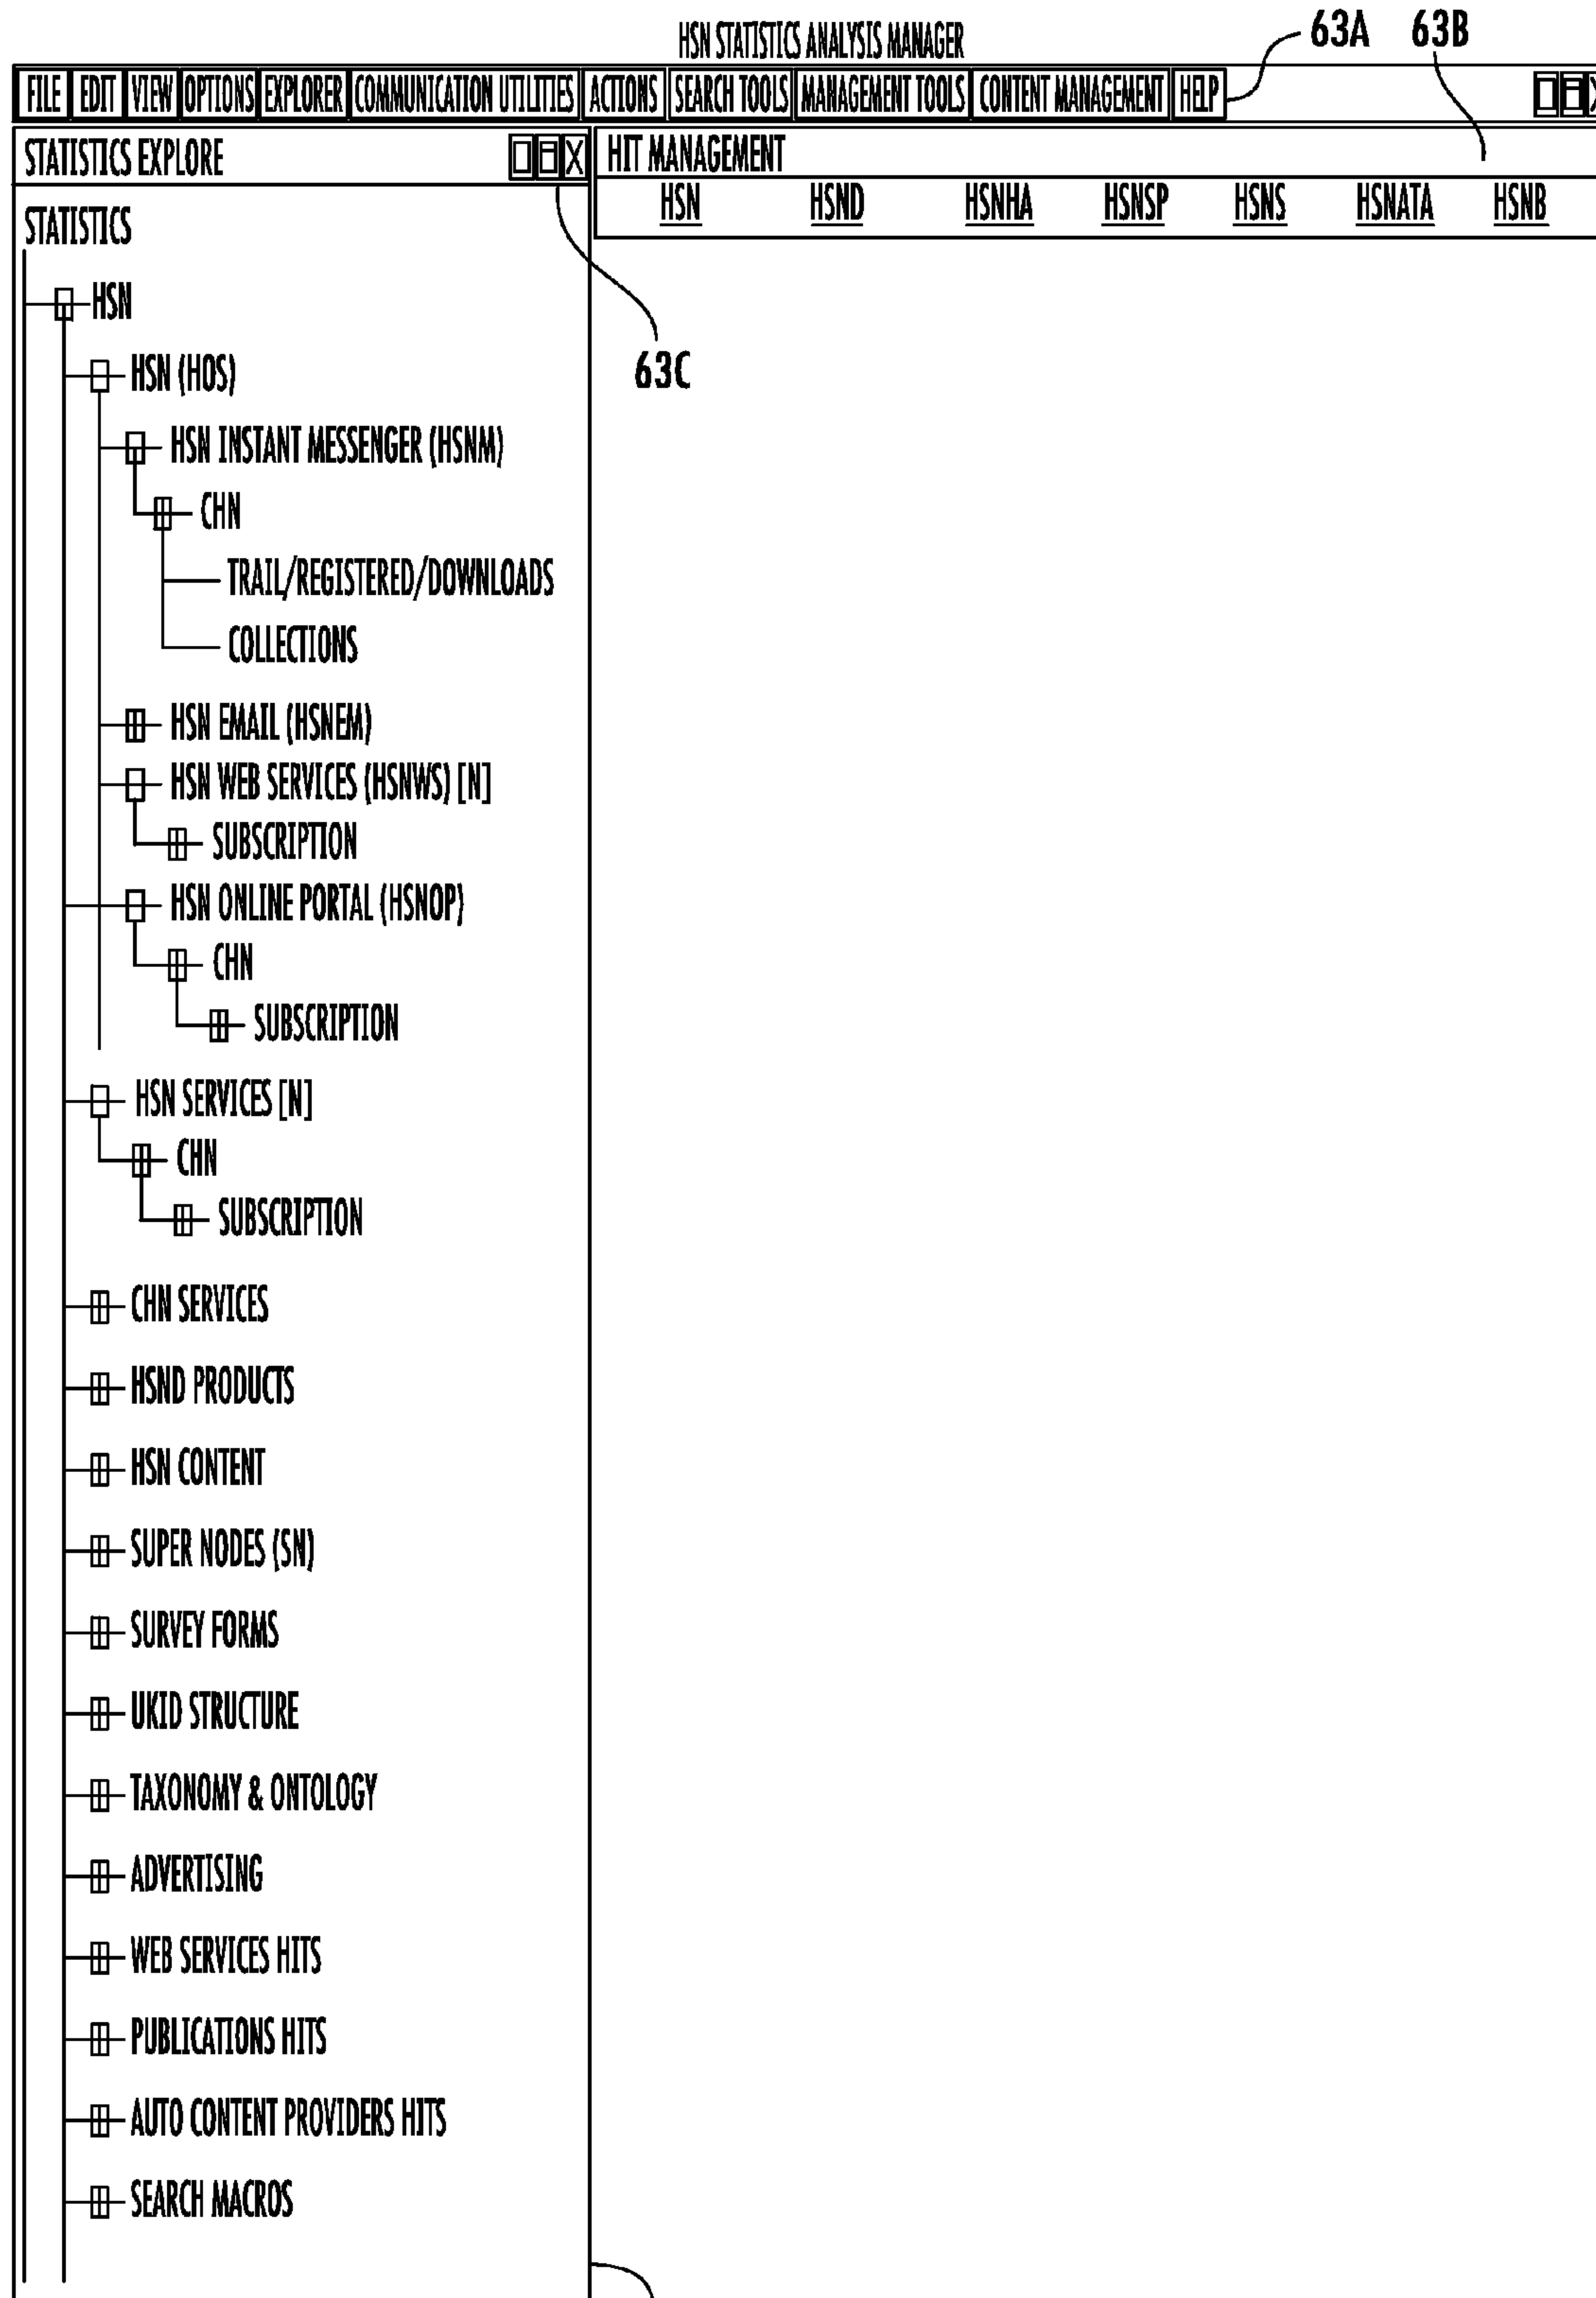 HSN STATISTICS ANALYSIS MANAGER
63A 63B
FILE EDIT VIEW OPTIONS EXPLORER COMMUNICATION UTILITIES ACTIONS SEARCH TOOLS MANAGEMENT TOOLS CONTENT MANAGEMENT HELP
STATISTICS EXPLORE X
HIT MANAGEMENT
HSN HSND HSNHA HSNSP HSNS HSNATA HSNB
63C
STATISTICS
HSN
HSN (HOS)
HSN INSTANT MESSENGER (HSNM)
CHN
TRAIL/REGISTERED/DOWNLOADS
COLLECTIONS
HSN EMAIL (HSNEM)
HSN WEB SERVICES (HSNWS) [N]
SUBSCRIPTION
HSN ONLINE PORTAL (HSNOP)
CHN
SUBSCRIPTION
HSN SERVICES [N]
CHN
SUBSCRIPTION
CHN SERVICES
HSND PRODUCTS
HSN CONTENT
SUPER NODES (SN)
SURVEY FORMS
UKID STRUCTURE
TAXONOMY & ONTOLOGY
ADVERTISING
WEB SERVICES HITS
PUBLICATIONS HITS
AUTO CONTENT PROVIDERS HITS
SEARCH MACROS